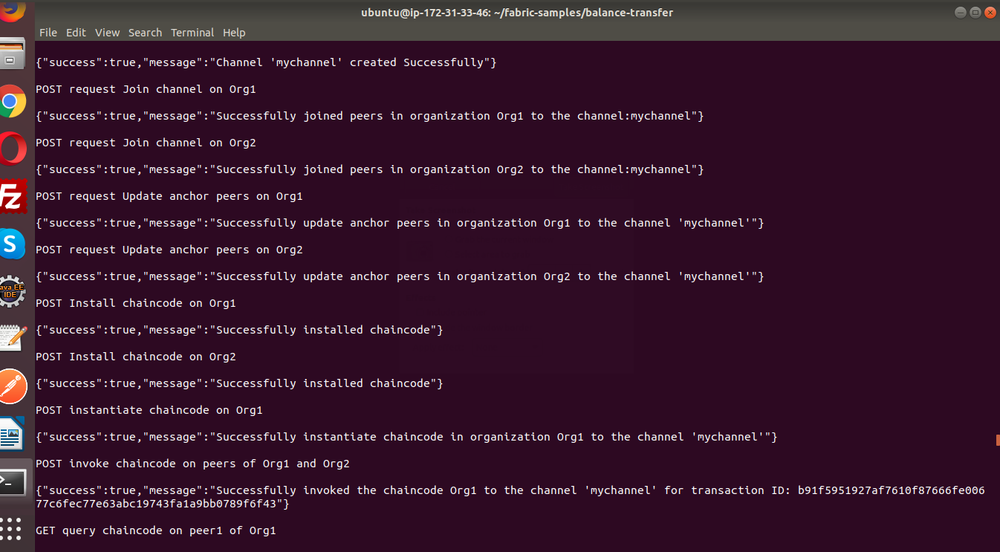 ubuntu@ip-172-31-33-46: ~/fabric-samples/balance-transfer
File Edit View Search Terminal Help
{"success":true,"message":"Channel 'mychannel' created Successfully"}
POST request Join channel on Org1
{"success":true,"message":"Successfully joined peers in organization Org1 to the channel:mychannel"}
POST request Join channel on Org2
{"success":true,"message":"Successfully joined peers in organization Org2 to the channel:mychannel"}
POST request Update anchor peers on Org1
{"success":true,"message":"Successfully update anchor peers in organization Org1 to the channel 'mychannel'"}
POST request Update anchor peers on Org2
{"success":true,"message":"Successfully update anchor peers in organization Org2 to the channel 'mychannel'"}
POST Install chaincode on Org1
{"success":true,"message":"Successfully installed chaincode"}
POST Install chaincode on Org2
{"success":true,"message":"Successfully installed chaincode"}
POST instantiate chaincode on Org1
{"success":true,"message":"Successfully instantiate chaincode in organization Org1 to the channel 'mychannel'"}
POST invoke chaincode on peers of Org1 and Org2
{"success":true,"message":"Successfully invoked the chaincode Org1 to the channel 'mychannel' for transaction ID: b91f5951927af7610f87666fe006
77c6fec77e63abc19743fa1a9bb0789f6f43"}
GET query chaincode on peer1 of Org1
Fz
S
ava EE
IDE